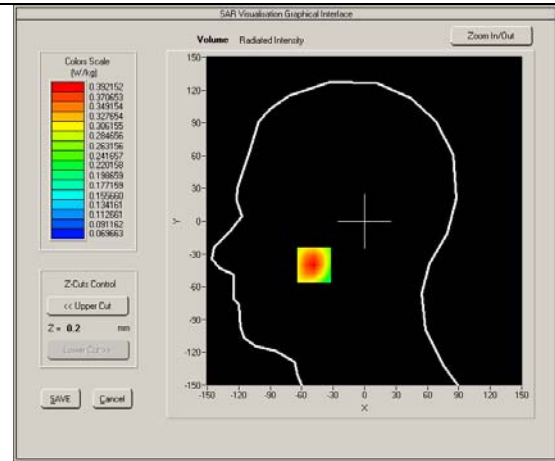 SAR Visualisation Graphical Interface
Volume Radiated Intensity
Zoom In/Out
Colors Scale
(W/kg)
0.392152
0.370653
0.349154
0.327654
0.306155
0.284656
0.263156
0.241657
0.220158
0.198659
0.177159
0.155660
0.134161
0.112661
0.091162
0.069663
Z-Cuts Control
<< Upper Cut
Z = 0.2 mm
Lower Cut >>
SAVE Cancel
150
120
90
60
30
Y 0
-30
-60
-90
-120
-150
-150 -120 -90 -60 -30 0 30 60 90 120 150
X